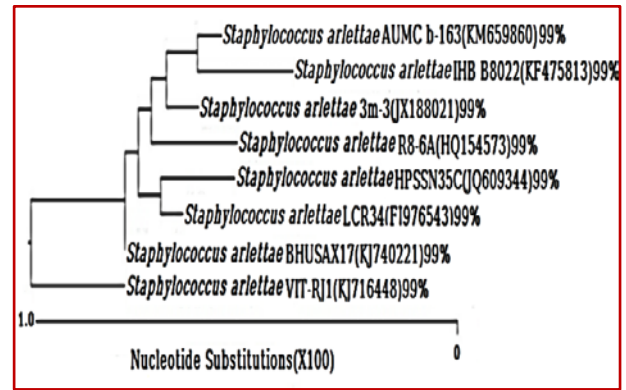 Staphylococcus arlettae AUMC b-163(KM659860)99%
Staphylococcus arlettae IHB B8022(KF475813)99%
Staphylococcus arlettae 3m-3(JX188021)99%
Staphylococcus arlettae R8-6A(HQ154573)99%
Staphylococcus arlettae HPSSN35C(JQ609344)99%
Staphylococcus arlettae LCR34(FJ976543)99%
Staphylococcus arlettae BHUSAX17(KJ740221)99%
Staphylococcus arlettae VIT-RJ1(KJ716448)99%
1.0 0
Nucleotide Substitutions(X100)